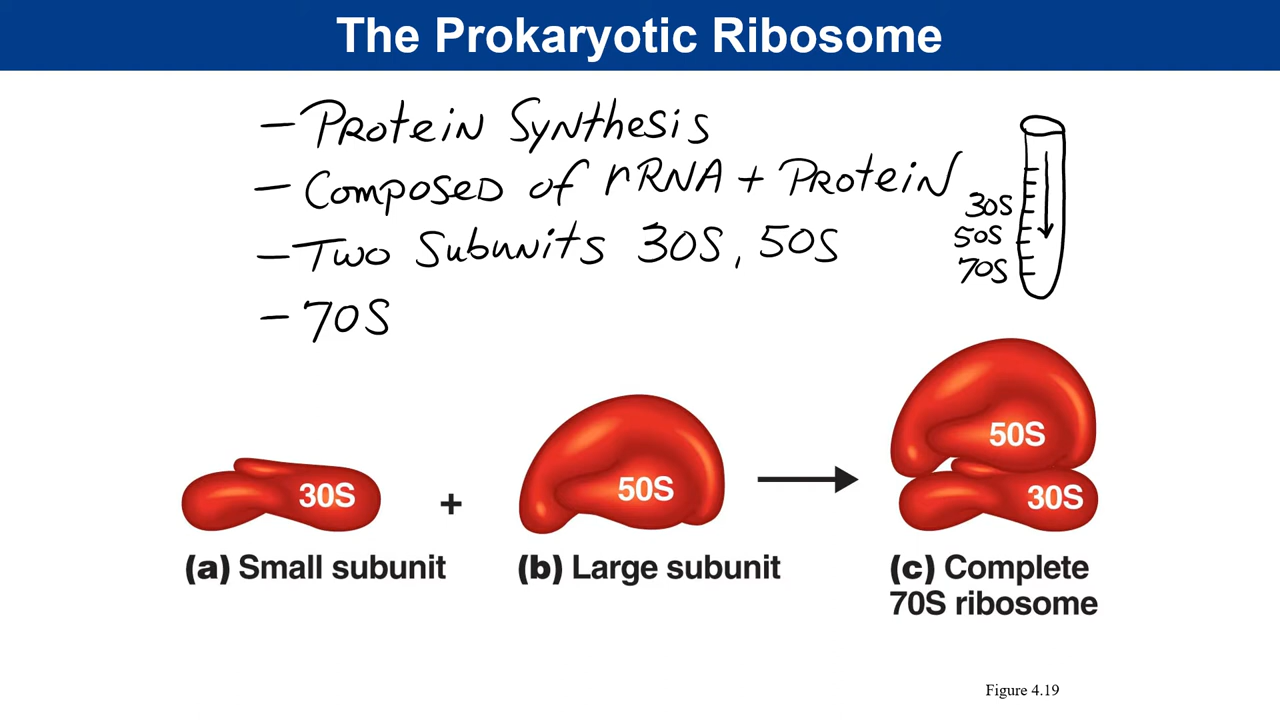 The Prokaryotic Ribosome
- Protein Synthesis
- Composed of rRNA + Protein
- Two Subunits 30S, 50S
- 70S
30S
50S
70S
30S
+
50S
50S
30S
(a) Small subunit
(b) Large subunit
(c) Complete
70S ribosome
Figure 4.19